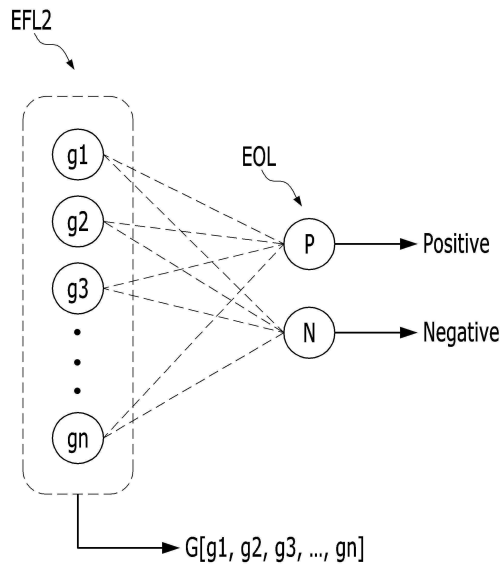 EFL2
g1
g2
g3
gn
EOL
P
N
Positive
Negative
G[g1, g2, g3, ..., gn]